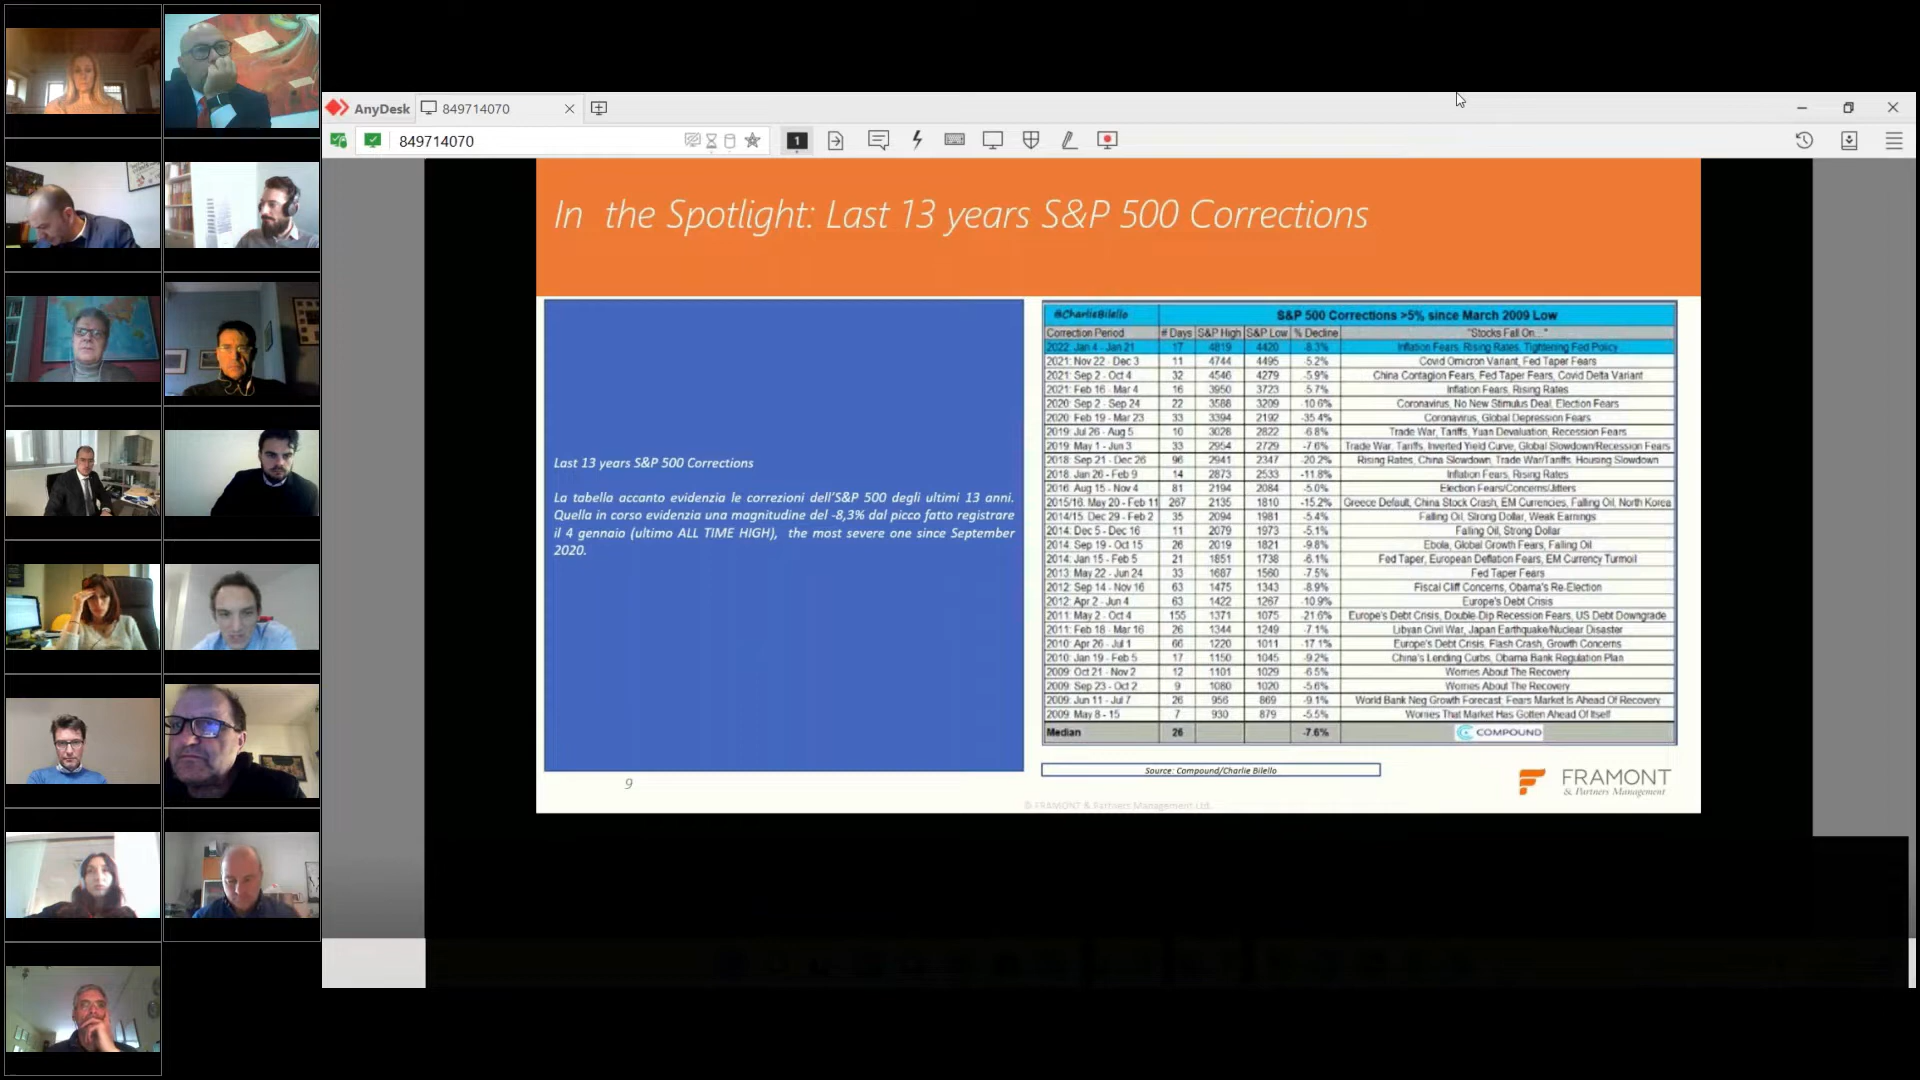 AnyDesk
849714070
849714070
1
In the Spotlight: Last 13 years S&P 500 Corrections
Last 13 years S&P 500 Corrections
La tabella accanto evidenzia le correzioni dell'S&P 500 degli ultimi 13 anni.
Quella in corso evidenzia una magnitudine del -8,3% dal picco fatto registrare
il 4 gennaio (ultimo ALL TIME HIGH), the most severe one since September
2020.
@CharlieBilello S&P 500 Corrections >5% since March 2009 Low
Correction Period # Days S&P High S&P Low % Decline "Stocks Fall On..."
2022: Jan 4 - Jan 21 17 4819 4420 -8.3% Inflation Fears, Rising Rates, Tightening Fed Policy
2021: Nov 22 - Dec 3 11 4744 4495 -5.2% Covid Omicron Variant, Fed Taper Fears
2021: Sep 2 - Oct 4 32 4546 4279 -5.9% China Contagion Fears, Fed Taper Fears, Covid Delta Variant
2021: Feb 16 - Mar 4 16 3950 3723 -5.7% Inflation Fears, Rising Rates
2020: Sep 2 - Sep 24 22 3588 3209 -10.6% Coronavirus, No New Stimulus Deal, Election Fears
2020: Feb 19 - Mar 23 33 3394 2192 -35.4% Coronavirus, Global Depression Fears
2019: Jul 26 - Aug 5 10 3028 2822 -6.8% Trade War, Tariffs, Yuan Devaluation, Recession Fears
2019: May 1 - Jun 3 33 2954 2729 -7.6% Trade War, Tariffs, Inverted Yield Curve, Global Slowdown/Recession Fears
2018: Sep 21 - Dec 26 96 2941 2347 -20.2% Rising Rates, China Slowdown, Trade War/Tariffs, Housing Slowdown
2018: Jan 26 - Feb 9 14 2873 2533 -11.8% Inflation Fears, Rising Rates
2016: Aug 15 - Nov 4 81 2194 2084 -5.0% Election Fears/Concerns/Jitters
2015/16: May 20 - Feb 11 267 2135 1810 -15.2% Greece Default, China Stock Crash, EM Currencies, Falling Oil, North Korea
2014/15: Dec 29 - Feb 2 35 2094 1981 -5.4% Falling Oil, Strong Dollar, Weak Earnings
2014: Dec 5 - Dec 16 11 2079 1973 -5.1% Falling Oil, Strong Dollar
2014: Sep 19 - Oct 15 26 2019 1821 -9.8% Ebola, Global Growth Fears, Falling Oil
2014: Jan 15 - Feb 5 21 1851 1738 -6.1% Fed Taper, European Deflation Fears, EM Currency Turmoil
2013: May 22 - Jun 24 33 1687 1560 -7.5% Fed Taper Fears
2012: Sep 14 - Nov 16 63 1475 1343 -8.9% Fiscal Cliff Concerns, Obama's Re-Election
2012: Apr 2 - Jun 4 63 1422 1267 -10.9% Europe's Debt Crisis
2011: May 2 - Oct 4 155 1371 1075 -21.6% Europe's Debt Crisis, Double-Dip Recession Fears, US Debt Downgrade
2011: Feb 18 - Mar 16 26 1344 1249 -7.1% Libyan Civil War, Japan Earthquake/Nuclear Disaster
2010: Apr 26 - Jul 1 66 1220 1011 -17.1% Europe's Debt Crisis, Flash Crash, Growth Concerns
2010: Jan 19 - Feb 5 17 1150 1045 -9.2% China's Lending Curbs, Obama Bank Regulation Plan
2009: Oct 21 - Nov 2 12 1101 1029 -6.5% Worries About The Recovery
2009: Sep 23 - Oct 2 9 1080 1020 -5.6% Worries About The Recovery
2009: Jun 11 - Jul 7 26 956 869 -9.1% World Bank Neg Growth Forecast, Fears Market Is Ahead Of Recovery
2009: May 8 - 15 7 930 879 -5.5% Worries That Market Has Gotten Ahead Of Itself
Median 26 -7.6% COMPOUND
Source: Compound/Charlie Bilello
9
FRAMONT
& Partners Management
© FRAMONT & Partners Management Ltd.